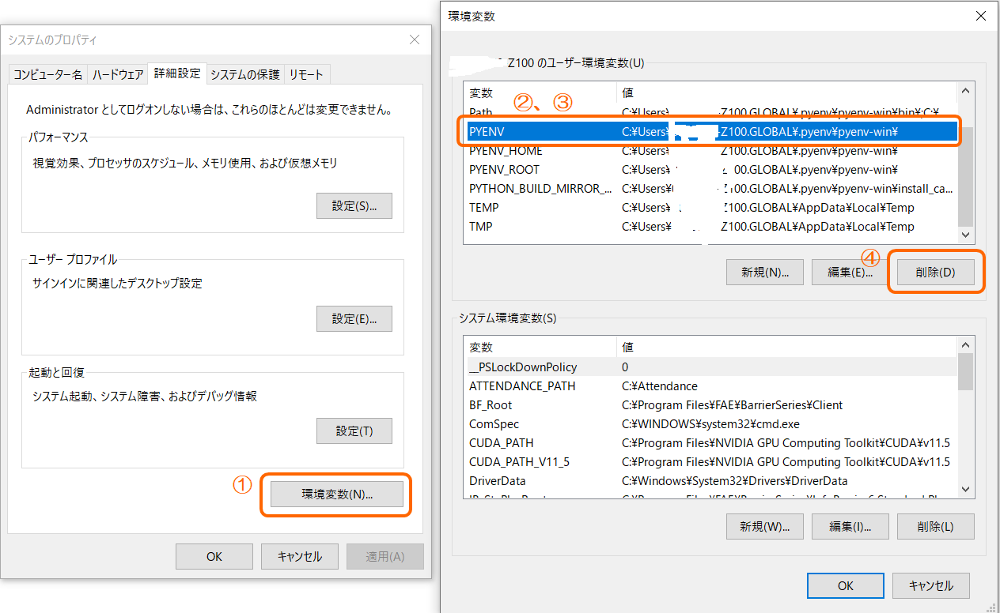 システムのプロパティ
コンピューター名 ハードウェア 詳細設定 システムの保護 リモート
Administrator としてログオンしない場合は、これらのほとんどは変更できません。
パフォーマンス
視覚効果、プロセッサのスケジュール、メモリ使用、および仮想メモリ
設定(S)...
ユーザー プロファイル
サインインに関連したデスクトップ設定
設定(E)...
起動と回復
システム起動、システム障害、およびデバッグ情報
設定(T)
①
環境変数(N)...
OK キャンセル 適用(A)
環境変数
Z100 のユーザー環境変数(U)
変数 値
②、③
Path C:¥Users¥ -Z100.GLOBAL¥.pyenv¥pyenv-win¥bin¥;C:¥
PYENV C:¥Users¥ -Z100.GLOBAL¥.pyenv¥pyenv-win¥
PYENV_HOME C:¥Users¥ -Z100.GLOBAL¥.pyenv¥pyenv-win¥
PYENV_ROOT C:¥Users¥ 00.GLOBAL¥.pyenv¥pyenv-win¥
PYTHON_BUILD_MIRROR_... C:¥Users¥ Z100.GLOBAL¥.pyenv¥pyenv-win¥install_ca...
TEMP C:¥Users¥ Z100.GLOBAL¥AppData¥Local¥Temp
TMP C:¥Users¥ Z100.GLOBAL¥AppData¥Local¥Temp
④
新規(N)... 編集(E)... 削除(D)
システム環境変数(S)
変数 値
__PSLockDownPolicy 0
ATTENDANCE_PATH C:¥Attendance
BF_Root C:¥Program Files¥FAE¥BarrierSeries¥Client
ComSpec C:¥WINDOWS¥system32¥cmd.exe
CUDA_PATH C:¥Program Files¥NVIDIA GPU Computing Toolkit¥CUDA¥v11.5
CUDA_PATH_V11_5 C:¥Program Files¥NVIDIA GPU Computing Toolkit¥CUDA¥v11.5
DriverData C:¥Windows¥System32¥Drivers¥DriverData
新規(W)... 編集(I)... 削除(L)
OK キャンセル